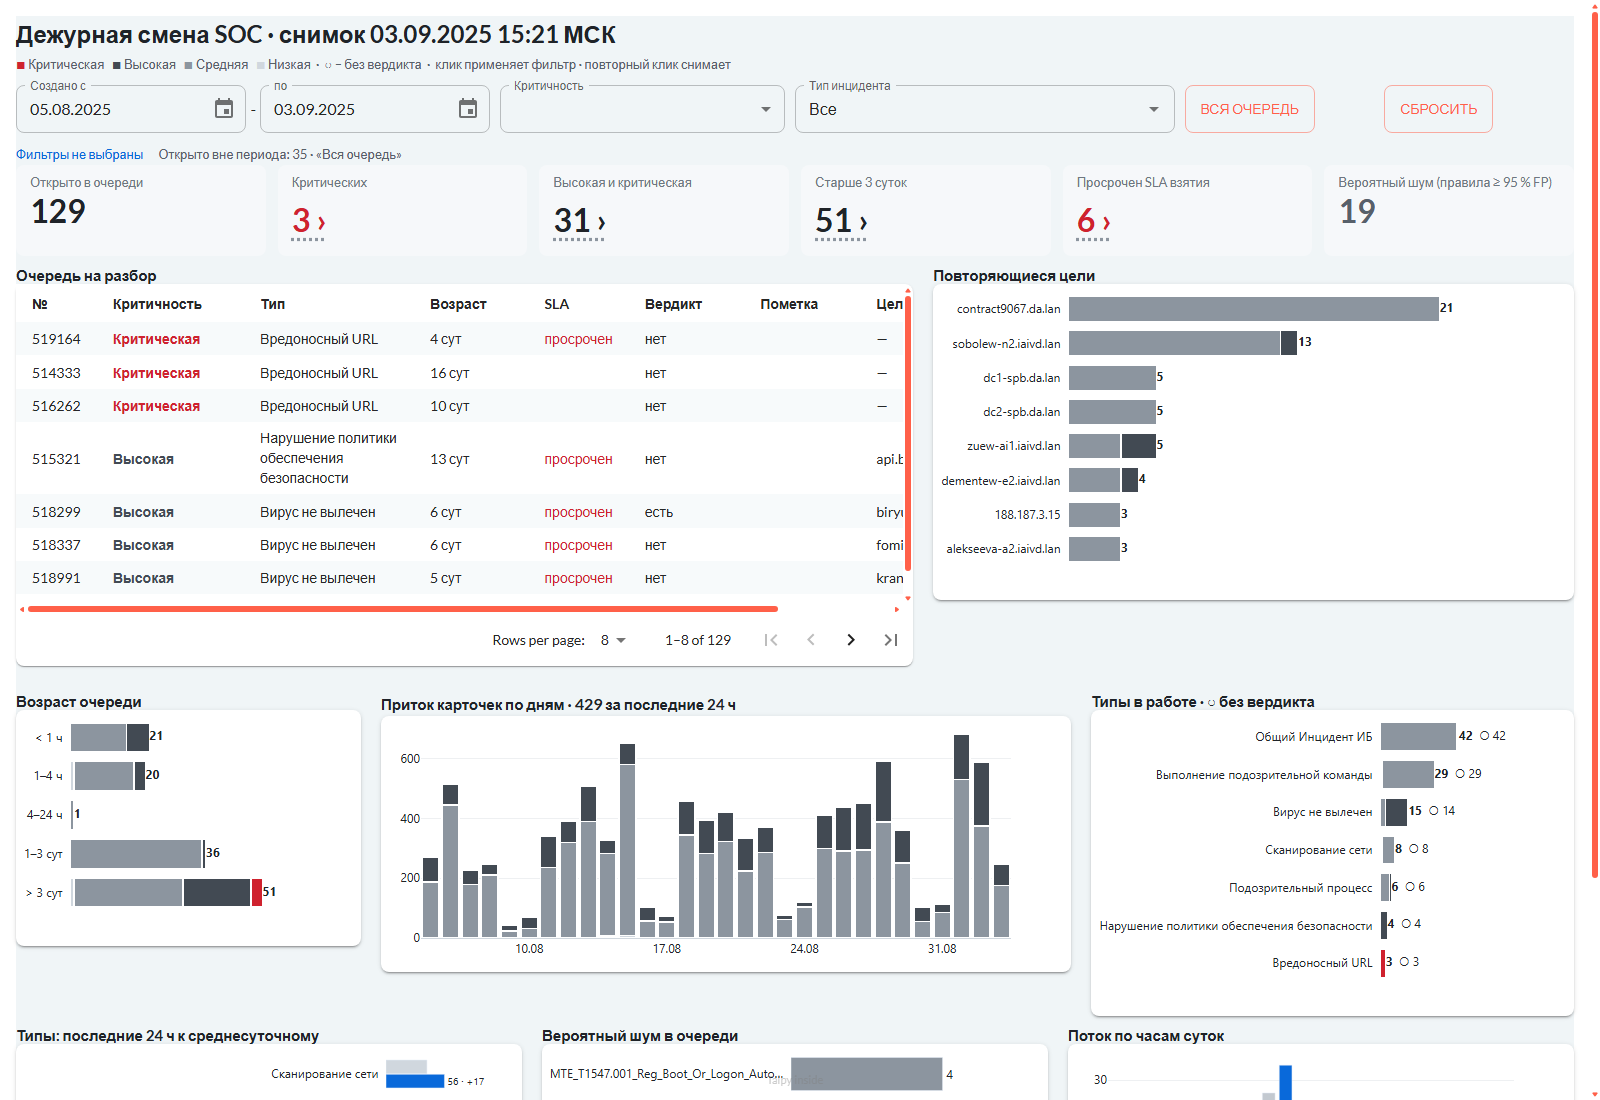 Дежурная смена SOC · снимок 03.09.2025 15:21 МСК
Критическая Высокая Средняя Низкая · ○ – без вердикта · клик применяет фильтр · повторный клик снимает
Создано с по Критичность Тип инцидента
05.08.2025 - 03.09.2025 Все ВСЯ ОЧЕРЕДЬ СБРОСИТЬ
Фильтры не выбраны Открыто вне периода: 35 · «Вся очередь»
Открыто в очереди
129
Критических
3 ›
Высокая и критическая
31 ›
Старше 3 суток
51 ›
Просрочен SLA взятия
6 ›
Вероятный шум (правила ≥ 95 % FP)
19
Очередь на разбор
№ Критичность Тип Возраст SLA Вердикт Пометка Цел
519164 Критическая Вредоносный URL 4 сут просрочен нет —
514333 Критическая Вредоносный URL 16 сут нет —
516262 Критическая Вредоносный URL 10 сут нет —
515321 Высокая Нарушение политики обеспечения безопасности 13 сут просрочен нет api.b
518299 Высокая Вирус не вылечен 6 сут просрочен есть biryu
518337 Высокая Вирус не вылечен 6 сут просрочен нет fomi
518991 Высокая Вирус не вылечен 5 сут просрочен нет kran
Rows per page: 8 1–8 of 129
Повторяющиеся цели
contract9067.da.lan 21
sobolew-n2.iaivd.lan 13
dc1-spb.da.lan 5
dc2-spb.da.lan 5
zuew-ai1.iaivd.lan 5
dementew-e2.iaivd.lan 4
188.187.3.15 3
alekseeva-a2.iaivd.lan 3
Возраст очереди
< 1 ч 21
1–4 ч 20
4–24 ч 1
1–3 сут 36
> 3 сут 51
Приток карточек по дням · 429 за последние 24 ч
600
400
200
0
10.08 17.08 24.08 31.08
Типы в работе · ○ без вердикта
Общий Инцидент ИБ 42 ○ 42
Выполнение подозрительной команды 29 ○ 29
Вирус не вылечен 15 ○ 14
Сканирование сети 8 ○ 8
Подозрительный процесс 6 ○ 6
Нарушение политики обеспечения безопасности 4 ○ 4
Вредоносный URL 3 ○ 3
Типы: последние 24 ч к среднесуточному
Сканирование сети 56 · +17
Вероятный шум в очереди
MTE_T1547.001_Reg_Boot_Or_Logon_Auto... 4
Поток по часам суток
30